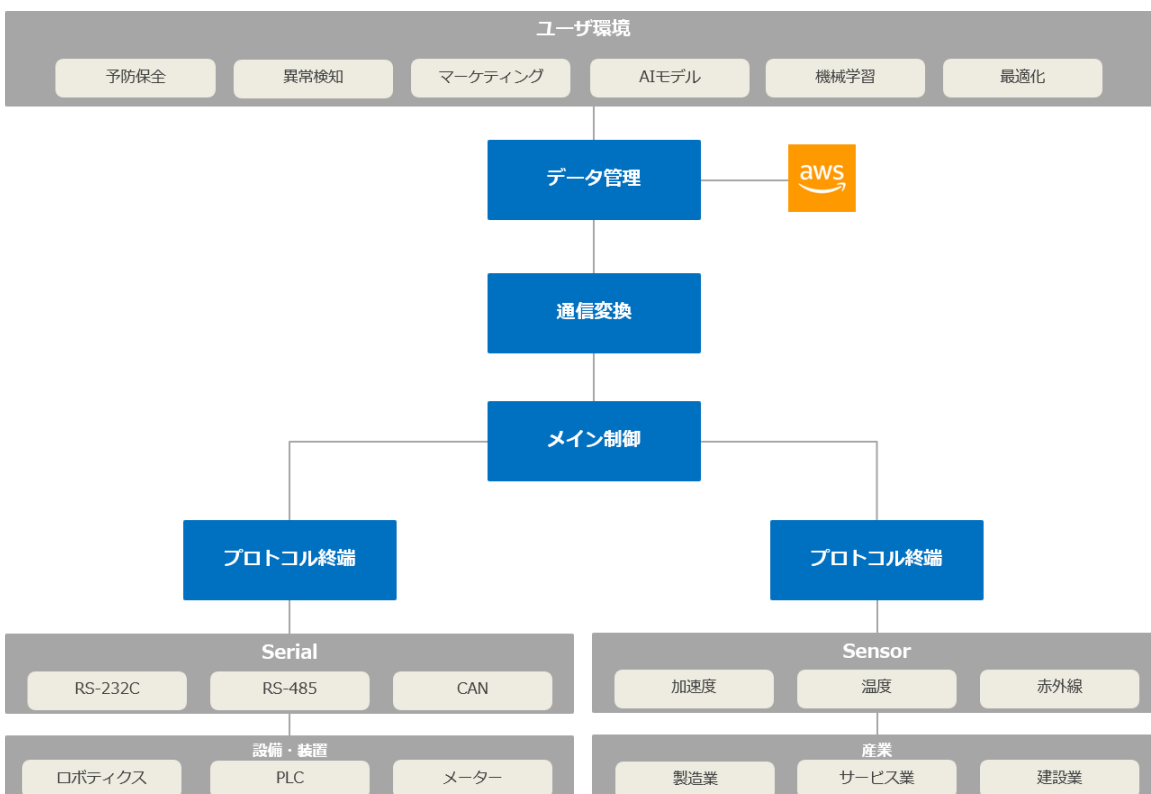 ユーザ環境
予防保全 異常検知 マーケティング AIモデル 機械学習 最適化
データ管理
aws
通信変換
メイン制御
プロトコル終端 プロトコル終端
Serial
RS-232C RS-485 CAN
Sensor
加速度 温度 赤外線
設備・装置
ロボティクス PLC メーター
産業
製造業 サービス業 建設業